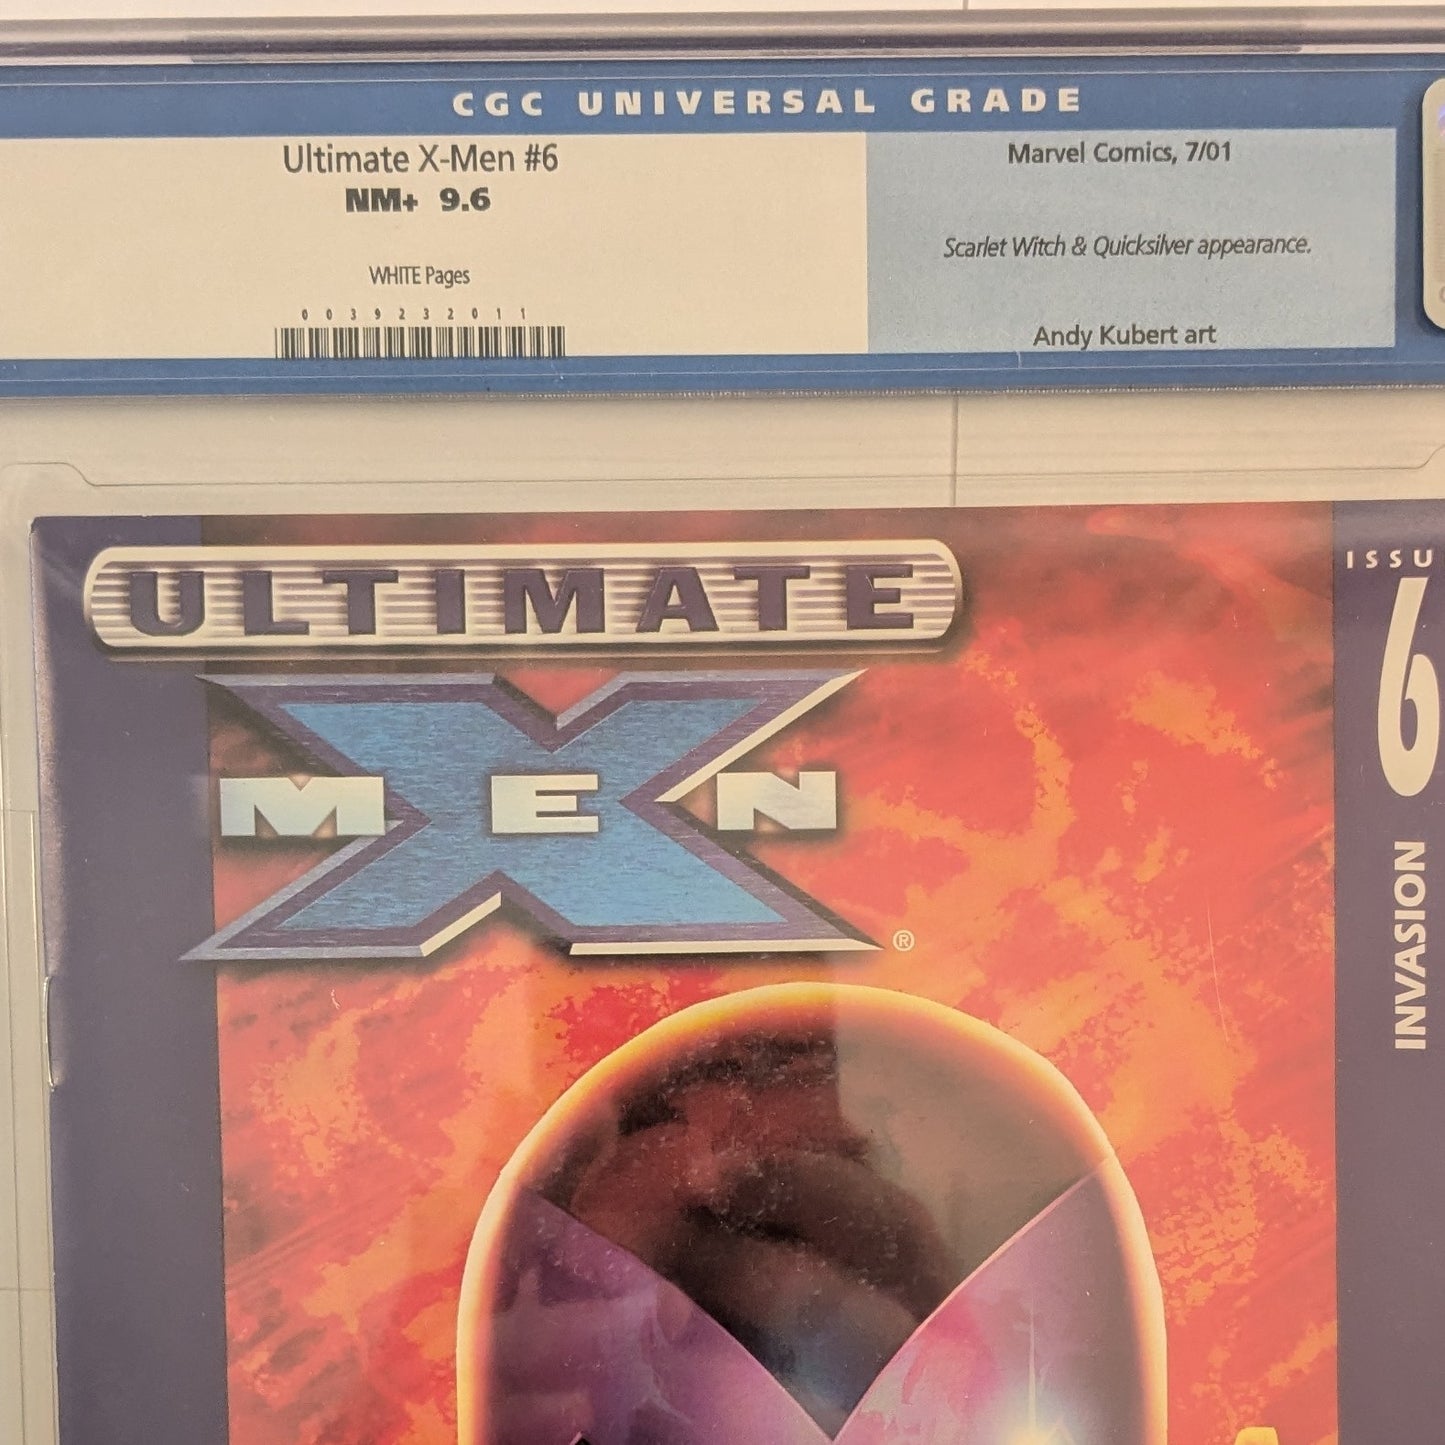 CGC UNIVERSAL GRADE
Ultimate X-Men #6
NM+ 9.6
WHITE Pages
0039232011
Marvel Comics, 7/01
Scarlet Witch & Quicksilver appearance.
Andy Kubert art
ULTIMATE
X
MEN
®
ISSU
6
INVASION